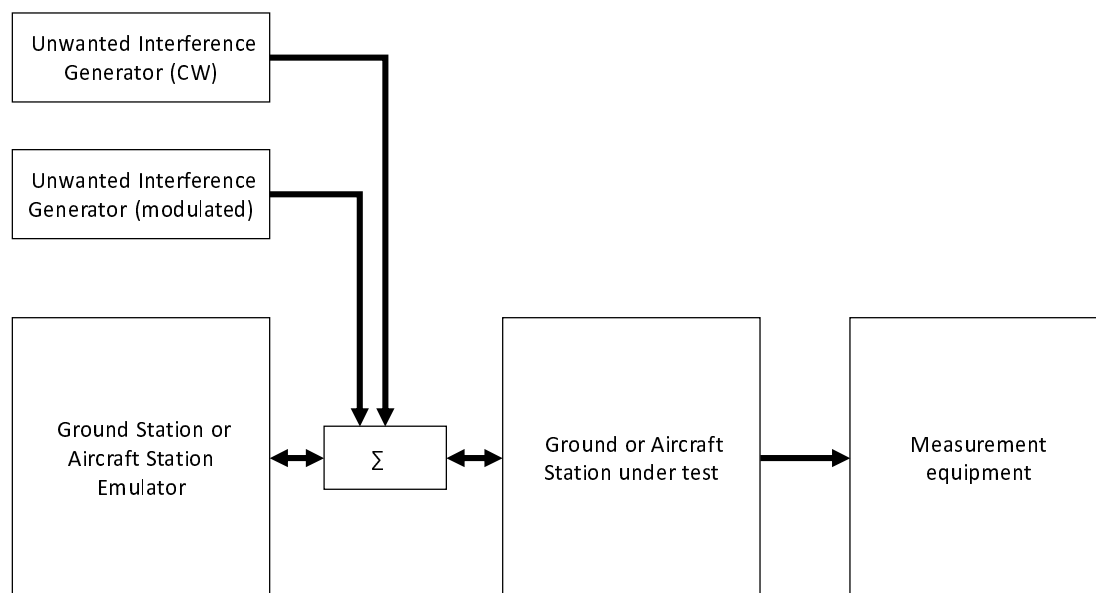 Unwanted Interference
Generator (CW)
Unwanted Interference
Generator (modulated)
Ground Station or
Aircraft Station
Emulator
Σ
Ground or Aircraft
Station under test
Measurement
equipment